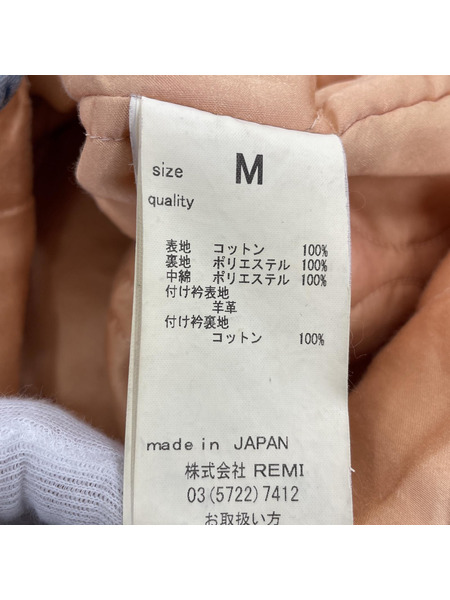 size M
quality
表地 コットン 100%
裏地 ポリエステル 100%
中綿 ポリエステル 100%
付け衿表地
羊革
付け衿裏地
コットン 100%
made in JAPAN
株式会社 REMI
03(5722)7412
お取扱い方